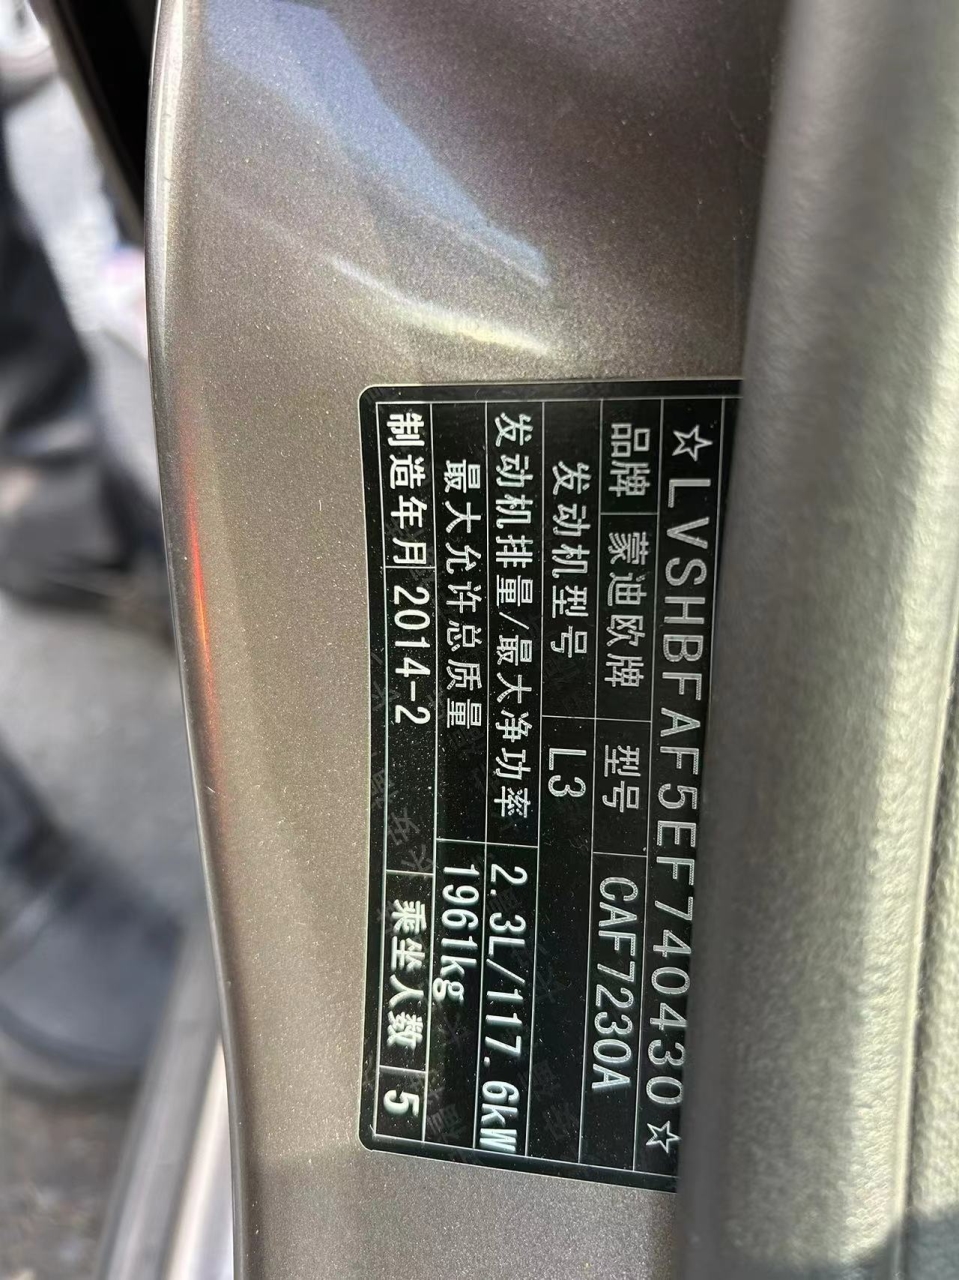 ☆LVSHBFAF5EF740430☆
品牌 蒙迪欧牌 型号 CAF7230A
发动机型号 L3
发动机排量/最大净功率 2.3L/117.6kW
最大允许总质量 1961kg
制造年月 2014-2 乘坐人数 5